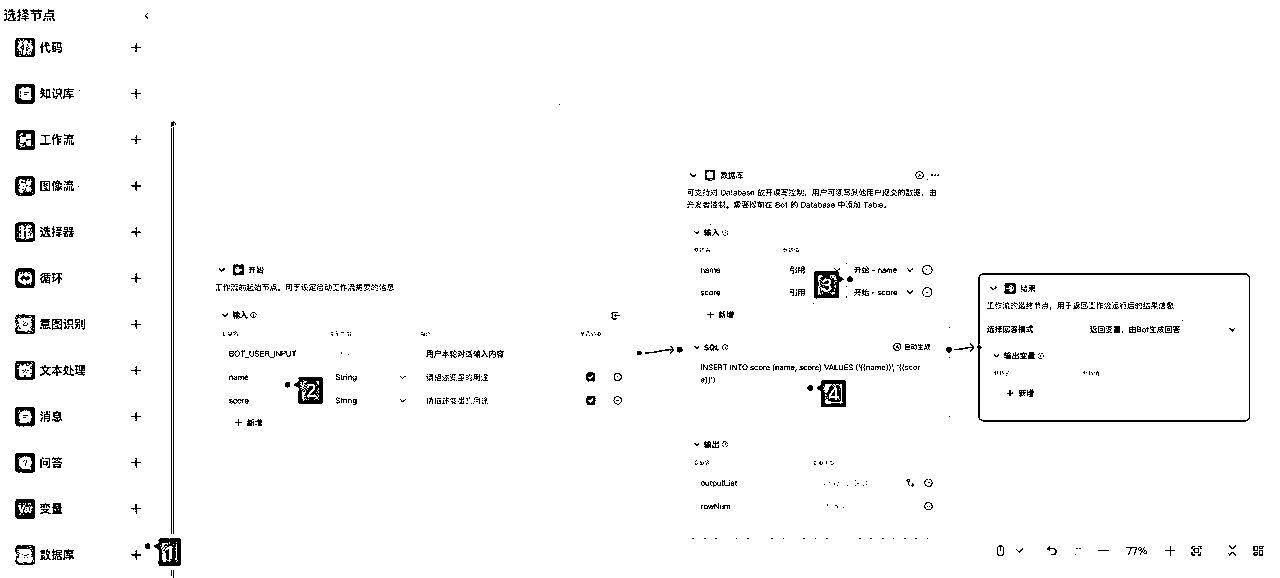 选择节点
代码
知识库
工作流
图像流
选择器
循环
意图识别
文本处理
消息
问答
变量
数据库
1
开始
工作流的起始节点，用于设定启动工作流需要的信息
输入
BOT_USER_INPUT
用户本轮对话输入内容
name
String
请描述变量的用途
score
String
请描述变量的用途
新增
2
数据库
可支持对 Database 放开读写控制，用户可读写其他用户提交的数据，由
开发者控制。需要提前在 Bot 的 Database 中添加 Table。
输入
name
引用
开始 - name
score
引用
开始 - score
新增
3
SQL
自动生成
INSERT INTO score (name, score) VALUES ('{{name}}', '{{scor
e}}')
4
输出
outputList
rowNum
结束
工作流的最终节点，用于返回工作流运行后的结果信息
选择回答模式
返回变量，由Bot生成回答
输出变量
新增
77%